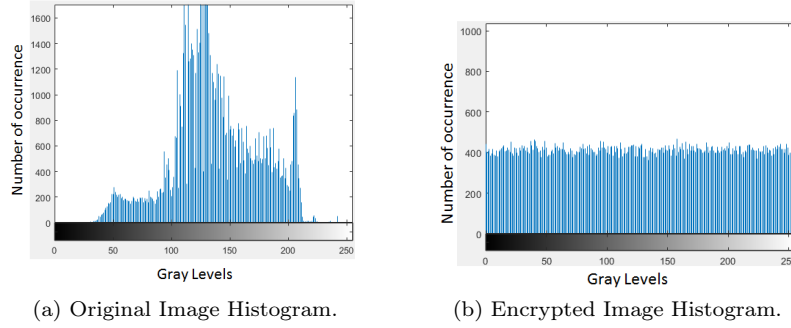 1600
1400
1200
1000
800
600
400
200
0
Number of occurrence
0 50 100 150 200 250
Gray Levels
(a) Original Image Histogram.
1000
800
600
400
200
0
Number of occurrence
0 50 100 150 200 250
Gray Levels
(b) Encrypted Image Histogram.